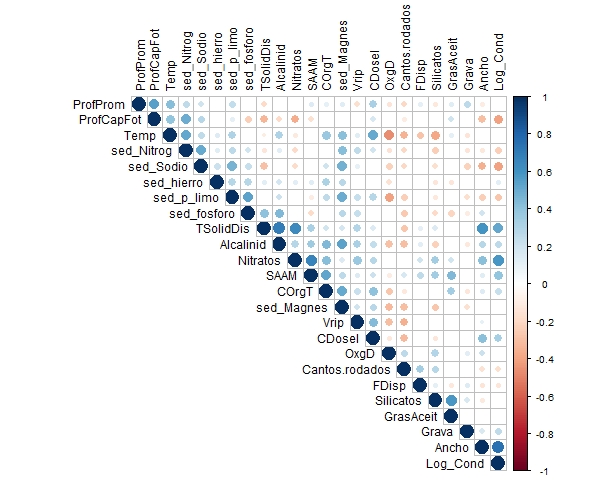 ProfProm
ProfCapFot
Temp
sed_Nitrog
sed_Sodio
sed_hierro
sed_p_limo
sed_fosforo
TSolidDis
Alcalinid
Nitratos
SAAM
COrgT
sed_Magnes
Vrip
CDosel
OxgD
Cantos.rodados
FDisp
Silicatos
GrasAceit
Grava
Ancho
Log_Cond
ProfProm
ProfCapFot
Temp
sed_Nitrog
sed_Sodio
sed_hierro
sed_p_limo
sed_fosforo
TSolidDis
Alcalinid
Nitratos
SAAM
COrgT
sed_Magnes
Vrip
CDosel
OxgD
Cantos.rodados
FDisp
Silicatos
GrasAceit
Grava
Ancho
Log_Cond
1
0.8
0.6
0.4
0.2
0
-0.2
-0.4
-0.6
-0.8
-1